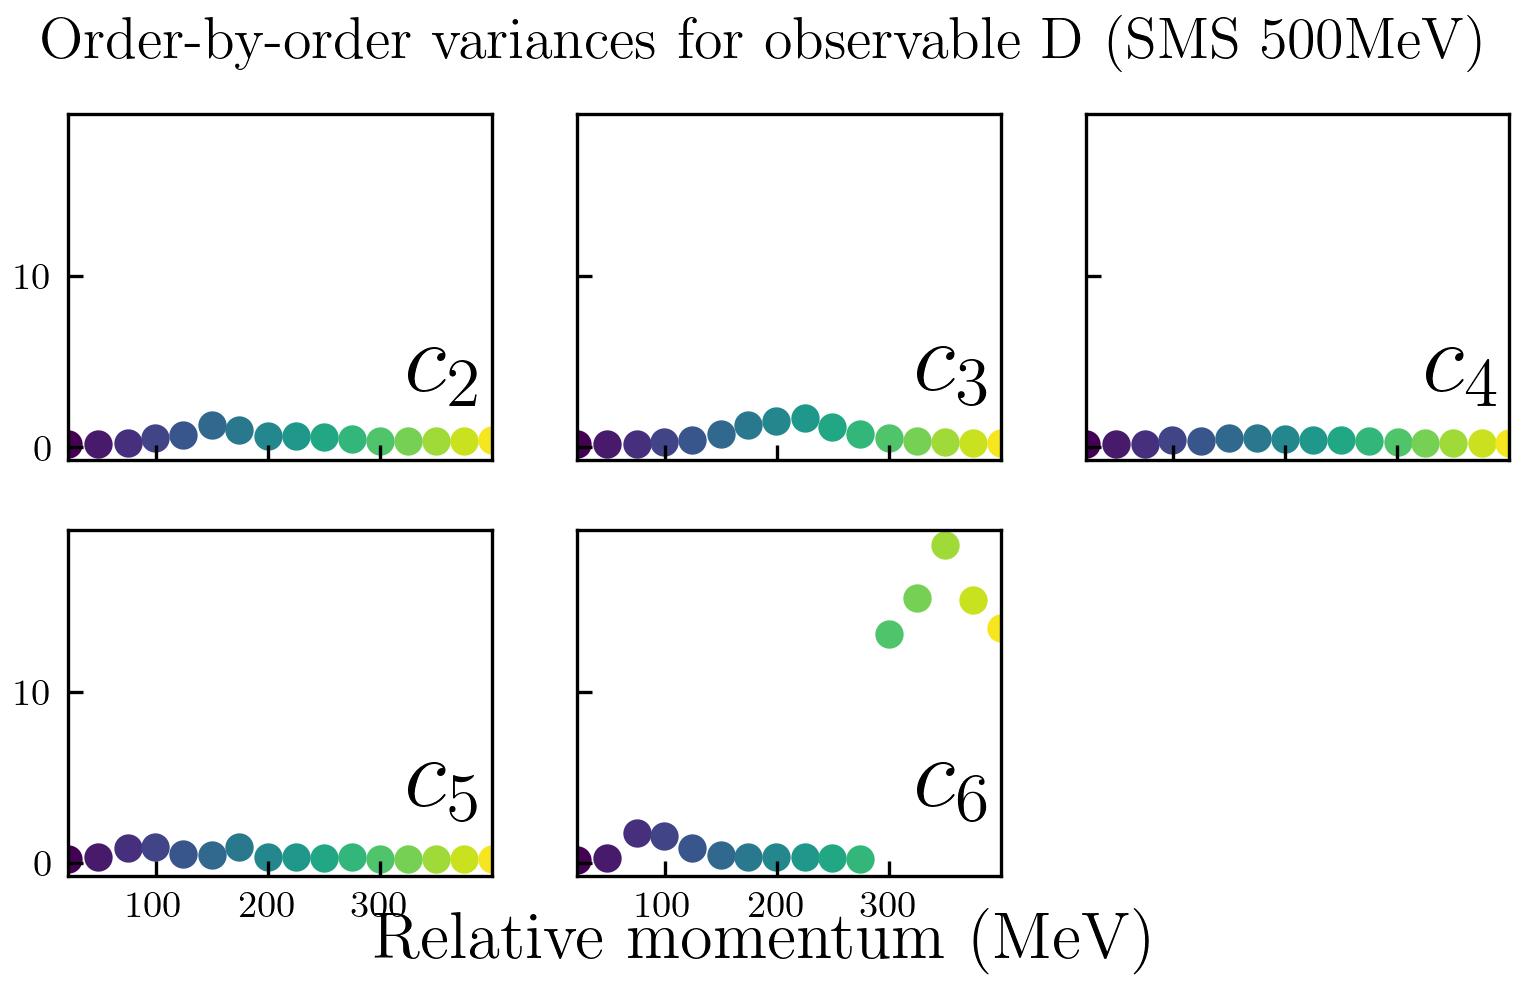 Order-by-order variances for observable D (SMS 500MeV)
10
0
c2
c3
c4
10
0
c5
c6
100 200 300
100 200 300
Relative momentum (MeV)